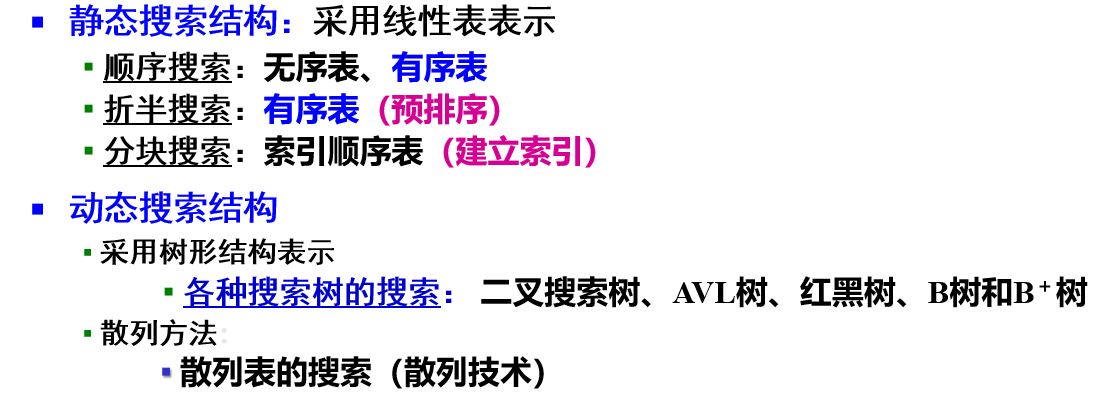 静态搜索结构：采用线性表表示
顺序搜索：无序表、有序表
折半搜索：有序表（预排序）
分块搜索：索引顺序表（建立索引）
动态搜索结构
采用树形结构表示
各种搜索树的搜索： 二叉搜索树、AVL树、红黑树、B树和B⁺树
散列方法：
散列表的搜索（散列技术）